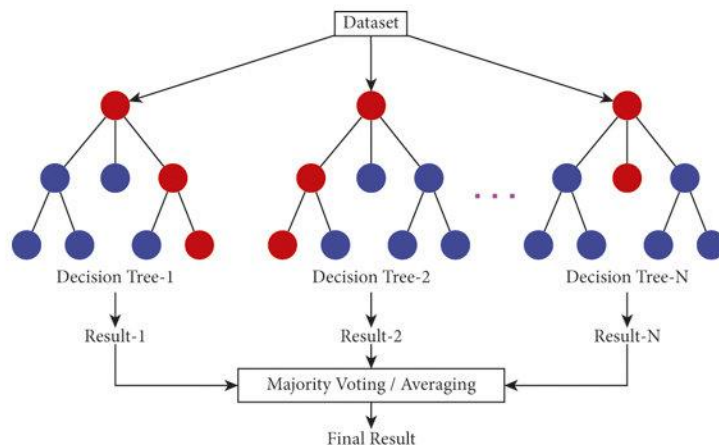 Dataset
Decision Tree-1
Decision Tree-2
Decision Tree-N
Result-1
Result-2
Result-N
Majority Voting / Averaging
Final Result